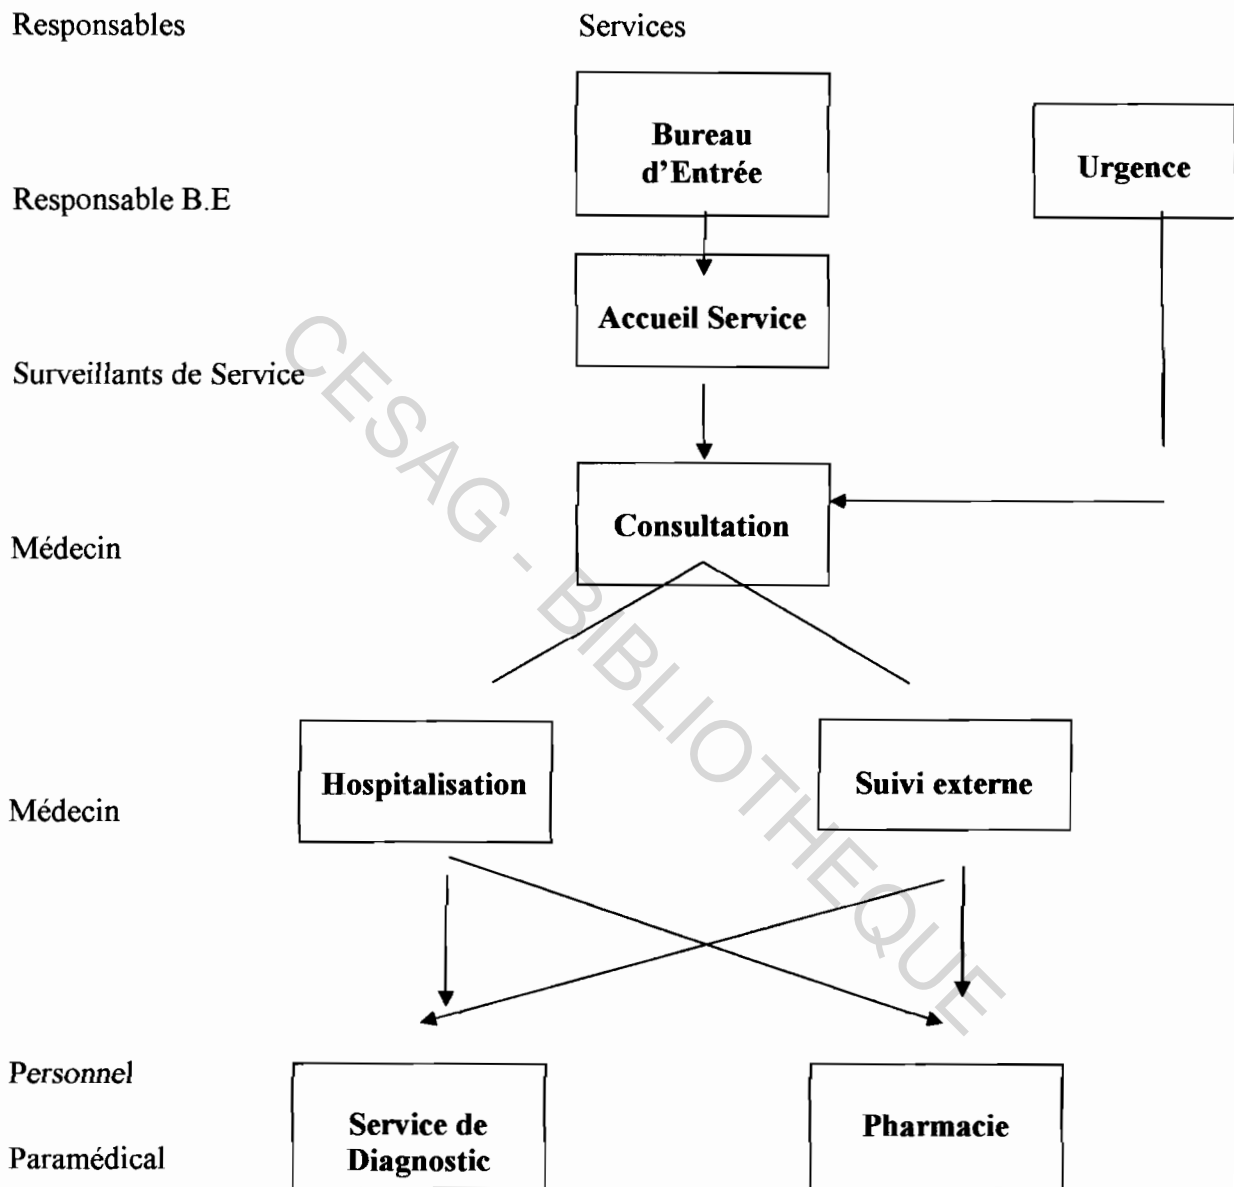 Responsables Services
Bureau
d'Entrée
Urgence
Responsable B.E
Accueil Service
Surveillants de Service
Consultation
Médecin
Hospitalisation
Suivi externe
Médecin
Personnel
Service de
Diagnostic
Pharmacie
Paramédical
CESAG - BIBLIOTHEQUE